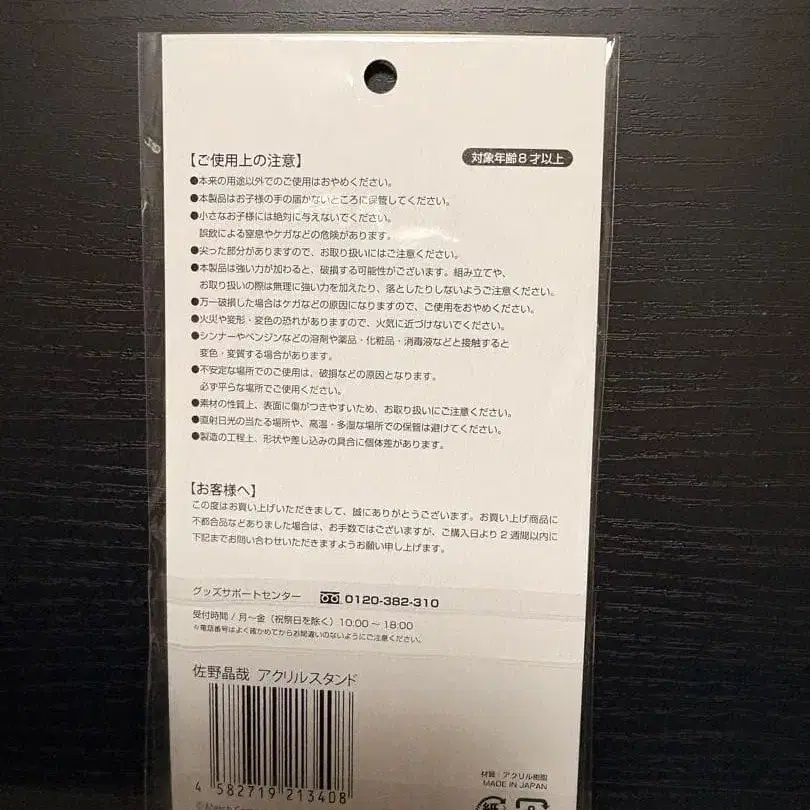 【ご使用上の注意】
対象年齢8才以上
●本来の用途以外でのご使用はおやめください。
●本製品はお子様の手の届かないところに保管してください。
●小さなお子様には絶対に与えないでください。
誤飲による窒息やケガなどの危険があります。
●尖った部分がありますので、お取り扱いにはご注意ください。
●本製品は強い力が加わると、破損する可能性がございます。組み立てや、
お取り扱いの際は無理に強い力を加えたり、落としたりしないようご注意ください。
●万一破損した場合はケガなどの原因になりますので、ご使用をおやめください。
●火災や変形・変色の恐れがありますので、火気に近づけないでください。
●シンナーやベンジンなどの溶剤や薬品・化粧品・消毒液などと接触すると
変色・変質する場合があります。
●不安定な場所でのご使用は、破損などの原因となります。
必ず平らな場所でご使用ください。
●素材の性質上、表面に傷がつきやすいため、お取り扱いにご注意ください。
●直射日光の当たる場所や、高温・多湿な場所での保管は避けてください。
●製造の工程上、形状や差し込みの具合に個体差があります。
【お客様へ】
この度はお買い上げいただきまして、誠にありがとうございます。お買い上げ商品に
不都合品などありました場合は、お手数ではございますが、ご購入日より2週間以内に
下記までお問い合わせいただきますようお願い申し上げます。
グッズサポートセンター 0120-382-310
受付時間/月〜金(祝祭日を除く)10:00〜18:00
※電話番号はよく確かめてからお間違いのないようにご注意ください。
佐野晶哉 アクリルスタンド
4 582719 213408
材質:アクリル樹脂
MADE IN JAPAN
紙